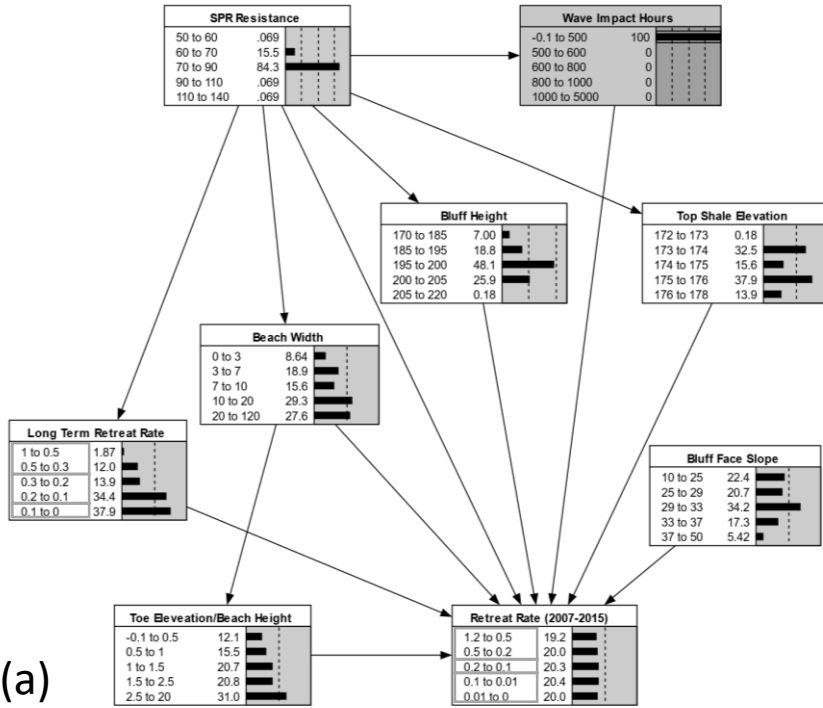 SPR Resistance
50 to 60 .069
60 to 70 15.5
70 to 90 84.3
90 to 110 .069
110 to 140 .069
Wave Impact Hours
-0.1 to 500 100
500 to 600 0
600 to 800 0
800 to 1000 0
1000 to 5000 0
Bluff Height
170 to 185 7.00
185 to 195 18.8
195 to 200 48.1
200 to 205 25.9
205 to 220 0.18
Top Shale Elevation
172 to 173 0.18
173 to 174 32.5
174 to 175 15.6
175 to 176 37.9
176 to 178 13.9
Beach Width
0 to 3 8.64
3 to 7 18.9
7 to 10 15.6
10 to 20 29.3
20 to 120 27.6
Long Term Retreat Rate
1 to 0.5 1.87
0.5 to 0.3 12.0
0.3 to 0.2 13.9
0.2 to 0.1 34.4
0.1 to 0 37.9
Bluff Face Slope
10 to 25 22.4
25 to 29 20.7
29 to 33 34.2
33 to 37 17.3
37 to 50 5.42
Toe Eleveation/Beach Height
-0.1 to 0.5 12.1
0.5 to 1 15.5
1 to 1.5 20.7
1.5 to 2.5 20.8
2.5 to 20 31.0
Retreat Rate (2007-2015)
1.2 to 0.5 19.2
0.5 to 0.2 20.0
0.2 to 0.1 20.3
0.1 to 0.01 20.4
0.01 to 0 20.0
(a)